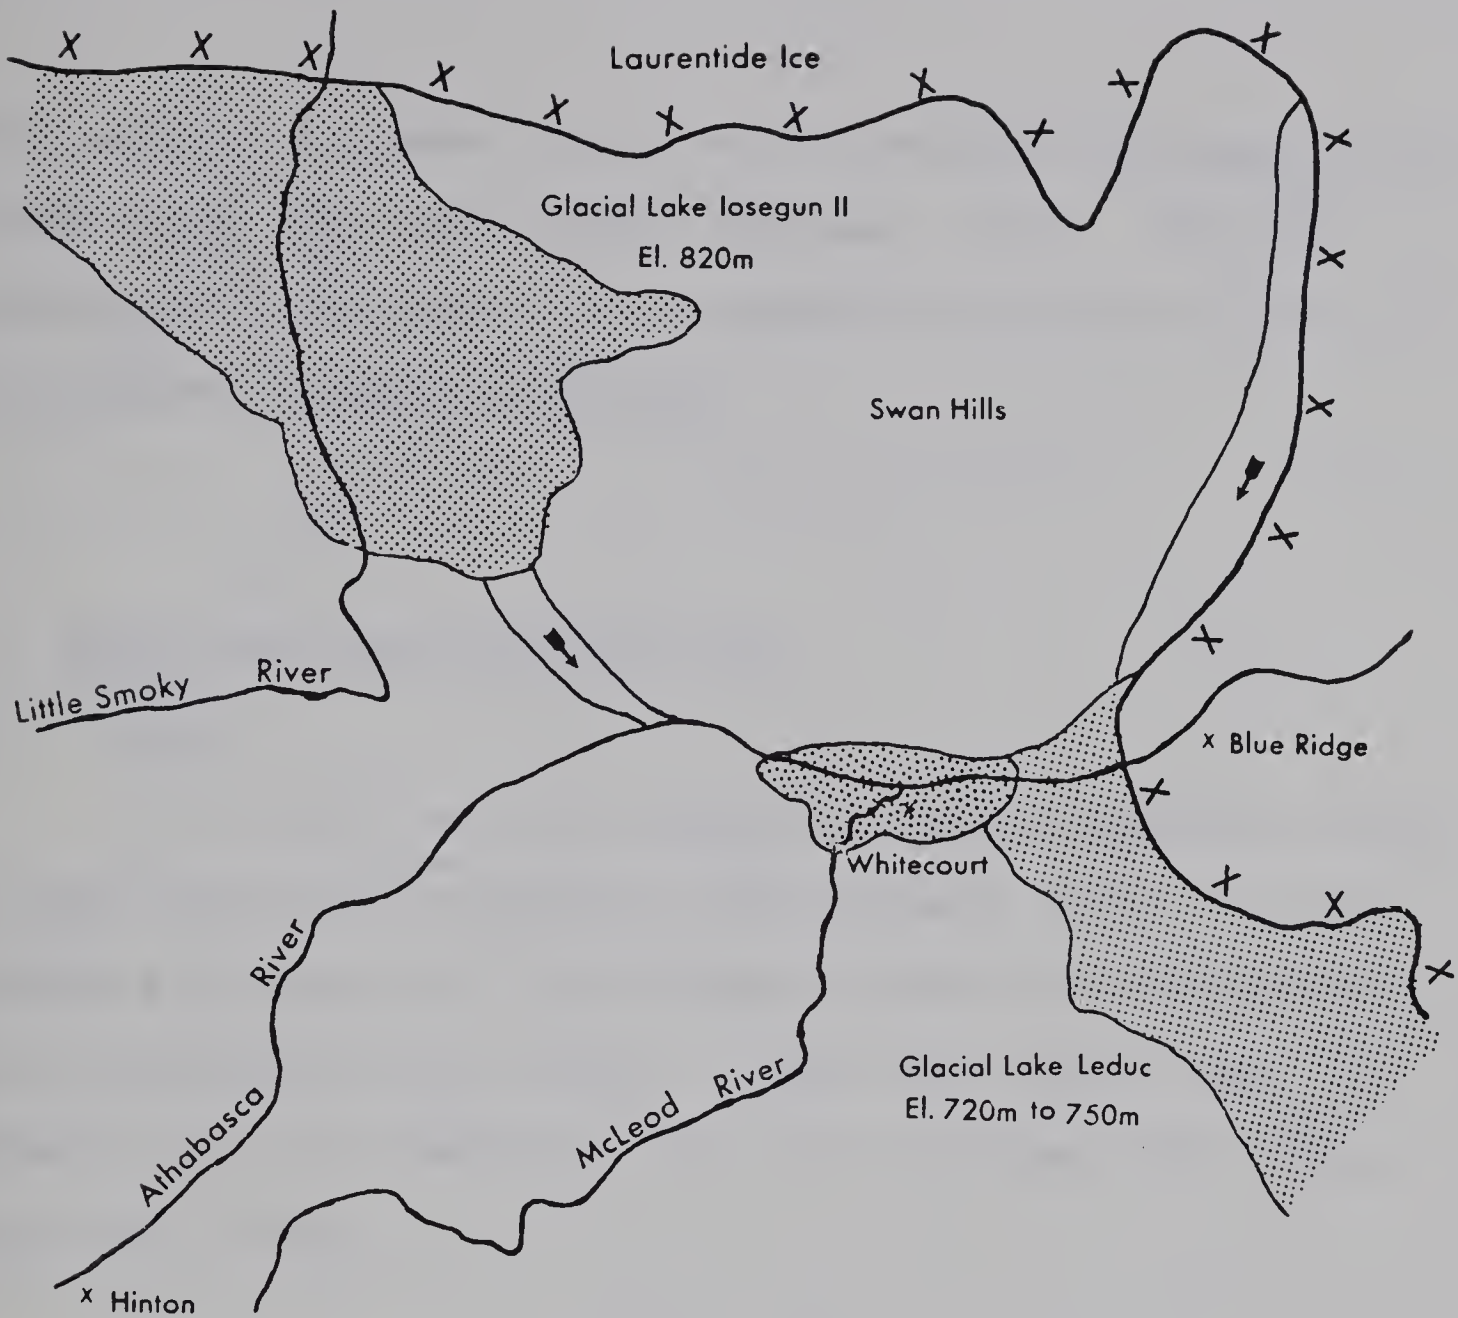 Laurentide Ice
Glacial Lake Iosegun II
El. 820m
Swan Hills
Little Smoky River
x Blue Ridge
Whitecourt
Glacial Lake Leduc
El. 720m to 750m
McLeod River
Athabasca River
x Hinton